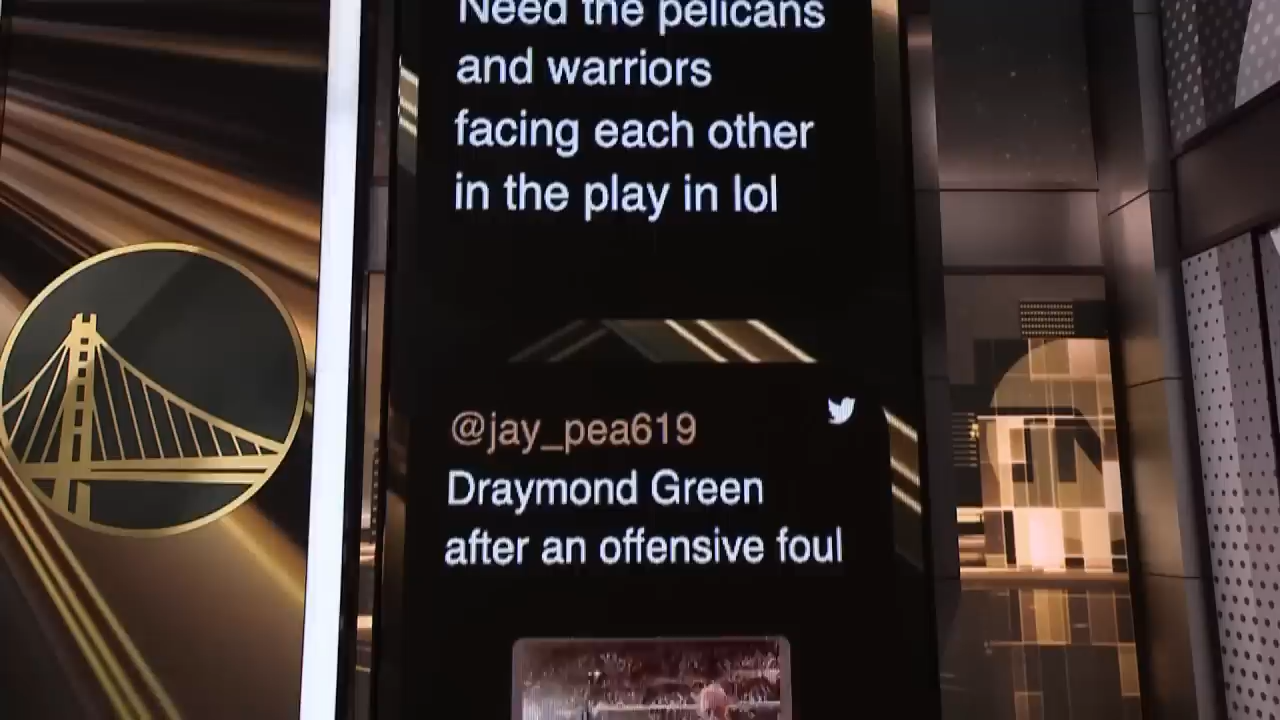 Need the pelicans
and warriors
facing each other
in the play in lol
@jay_pea619
Draymond Green
after an offensive foul